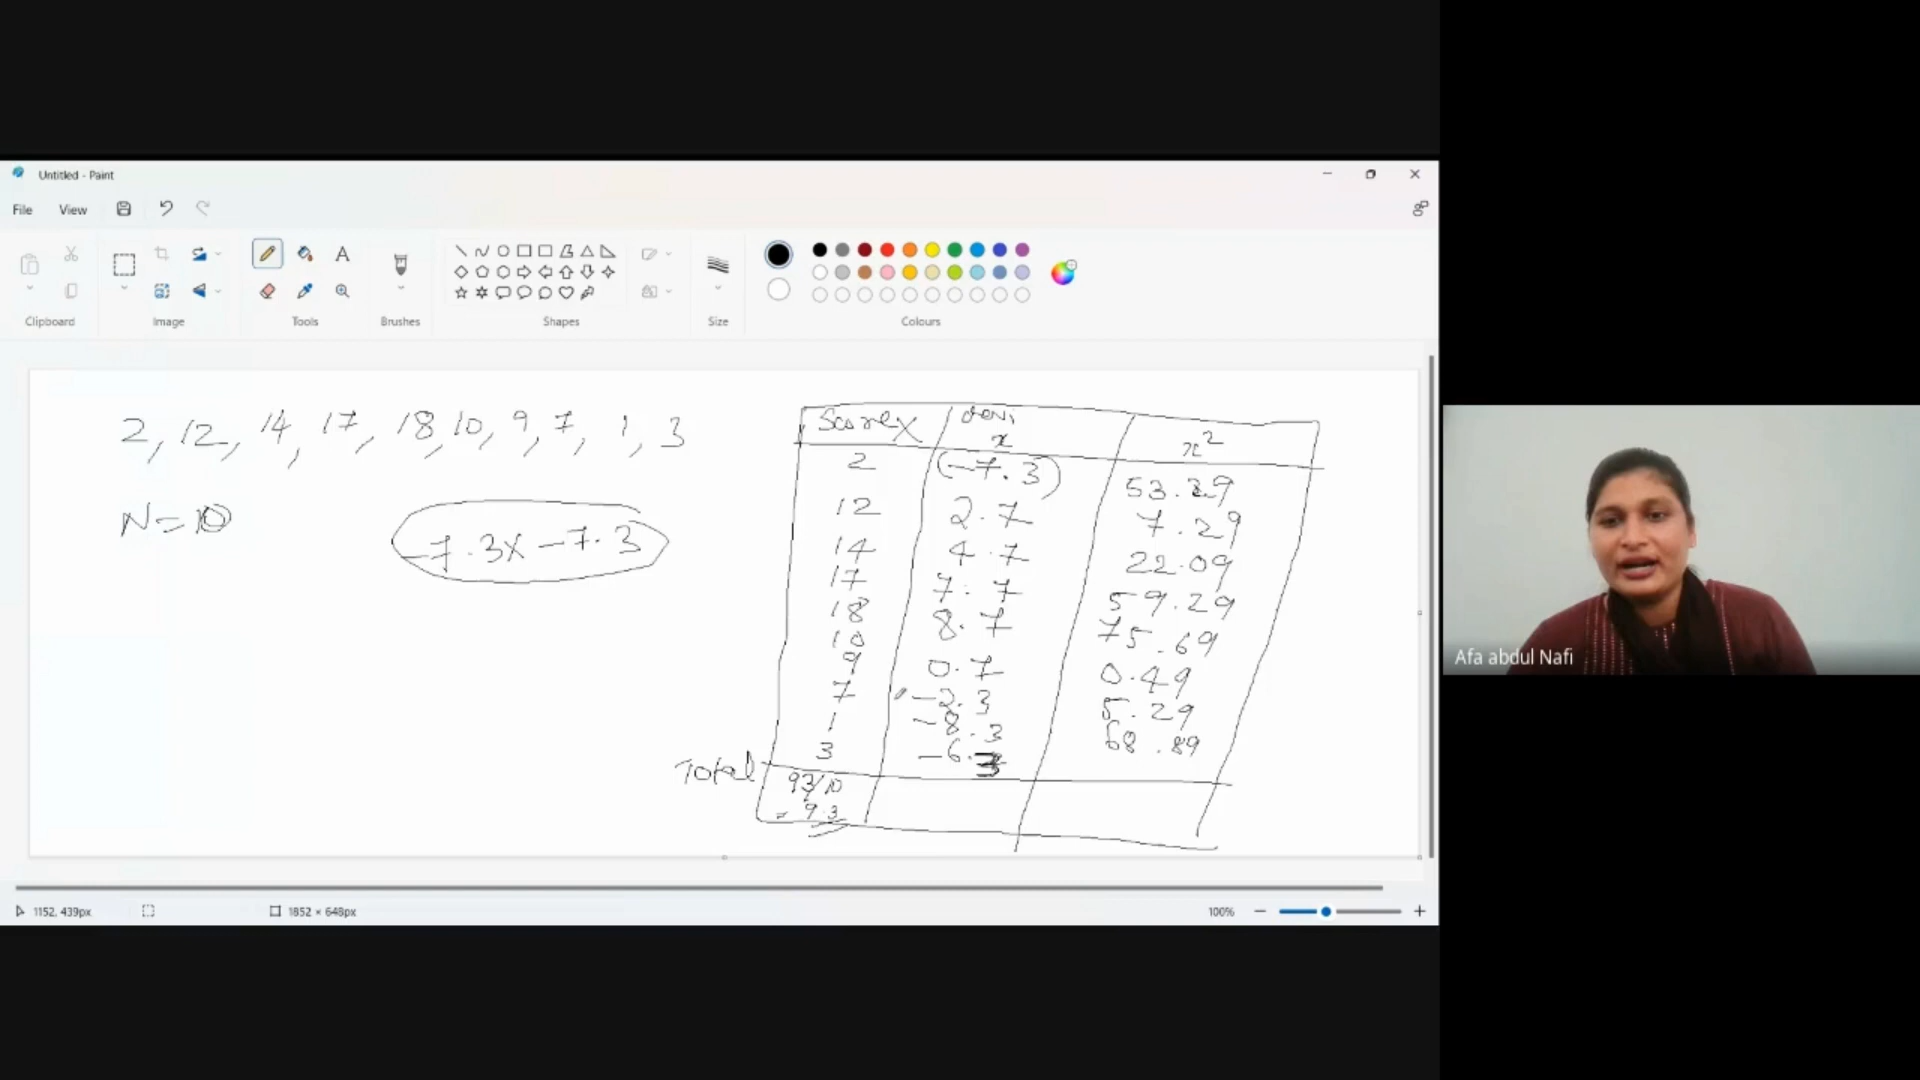 Untitled - Paint
File View
Clipboard Image Tools Brushes Shapes Size Colours
2, 12, 14, 17, 18, 10, 9, 7, 1, 3
N=10
-7.3x-7.3
Score X devi x x²
2 (-7.3) 53.29
12 2.7 7.29
14 4.7 22.09
17 7.7 59.29
18 8.7 75.69
10 0.7 0.49
9
7 -2.3 5.29
1 -8.3 68.89
3 -6.3
Total 93/10
= 9.3
Afa abdul Nafi
1152, 439px 1852 × 648px 100%